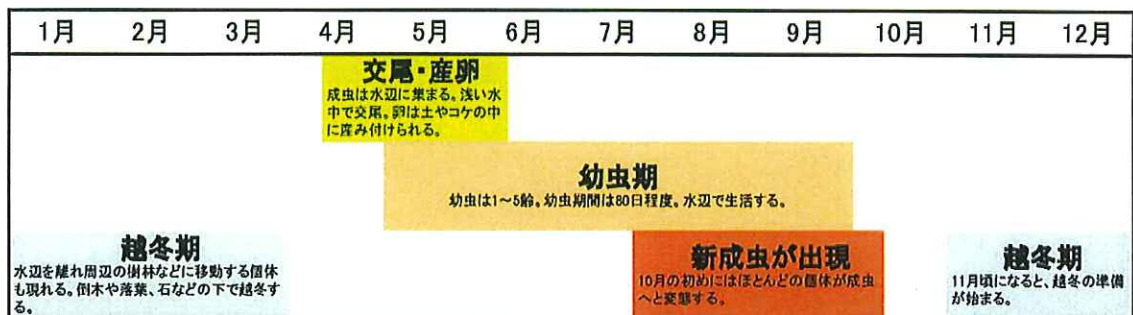 1月 2月 3月 4月 5月 6月 7月 8月 9月 10月 11月 12月
交尾・産卵
成虫は水辺に集まる。浅い水
中で交尾。卵は土やコケの中
に産み付けられる。
幼虫期
幼虫は1～5齢。幼虫期間は80日程度。水辺で生活する。
越冬期
水辺を離れ周辺の樹林などに移動する個体
も現れる。倒木や落葉、石などの下で越冬す
る。
新成虫が出現
10月の初めにはほとんどの個体が成虫
へと変態する。
越冬期
11月頃になると、越冬の準備
が始まる。